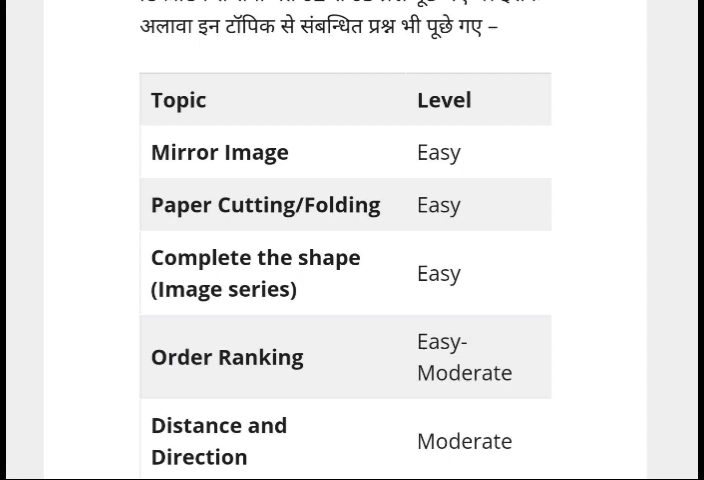 अलावा इन टॉपिक से संबन्धित प्रश्न भी पूछे गए –
Topic Level
Mirror Image Easy
Paper Cutting/Folding Easy
Complete the shape
(Image series) Easy
Order Ranking Easy-
Moderate
Distance and
Direction Moderate